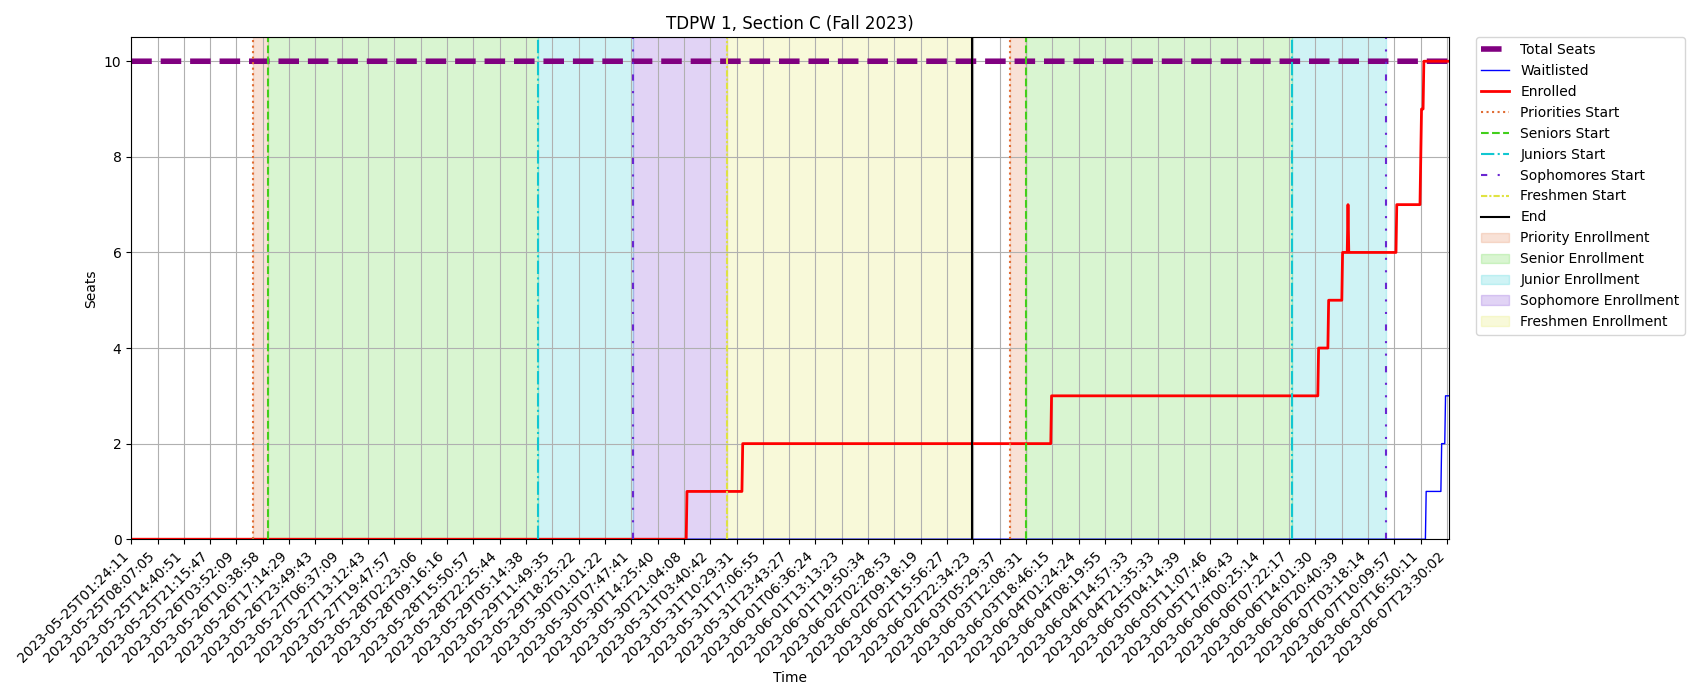 TDPW 1, Section C (Fall 2023)
Seats
10
8
6
4
2
0
2023-05-25T01:24:11
2023-05-25T08:07:05
2023-05-25T14:40:51
2023-05-25T21:15:47
2023-05-26T03:52:09
2023-05-26T10:38:58
2023-05-26T17:14:29
2023-05-26T23:49:43
2023-05-27T06:37:09
2023-05-27T13:12:43
2023-05-27T19:47:57
2023-05-28T02:23:06
2023-05-28T09:16:16
2023-05-28T15:50:57
2023-05-28T22:25:44
2023-05-29T05:14:38
2023-05-29T11:49:35
2023-05-29T18:25:22
2023-05-30T01:01:22
2023-05-30T07:47:41
2023-05-30T14:25:40
2023-05-30T21:04:08
2023-05-31T03:40:42
2023-05-31T10:29:31
2023-05-31T17:06:55
2023-05-31T23:43:27
2023-06-01T06:36:24
2023-06-01T13:13:23
2023-06-01T19:50:34
2023-06-02T02:28:53
2023-06-02T09:18:19
2023-06-02T15:56:27
2023-06-02T22:34:23
2023-06-03T05:29:37
2023-06-03T12:08:31
2023-06-03T18:46:15
2023-06-04T01:24:24
2023-06-04T08:19:55
2023-06-04T14:57:33
2023-06-04T21:35:33
2023-06-05T04:14:39
2023-06-05T11:07:46
2023-06-05T17:46:43
2023-06-06T00:25:14
2023-06-06T07:22:17
2023-06-06T14:01:30
2023-06-06T20:40:39
2023-06-07T03:18:14
2023-06-07T10:09:57
2023-06-07T16:50:11
2023-06-07T23:30:02
Time
Total Seats
Waitlisted
Enrolled
Priorities Start
Seniors Start
Juniors Start
Sophomores Start
Freshmen Start
End
Priority Enrollment
Senior Enrollment
Junior Enrollment
Sophomore Enrollment
Freshmen Enrollment